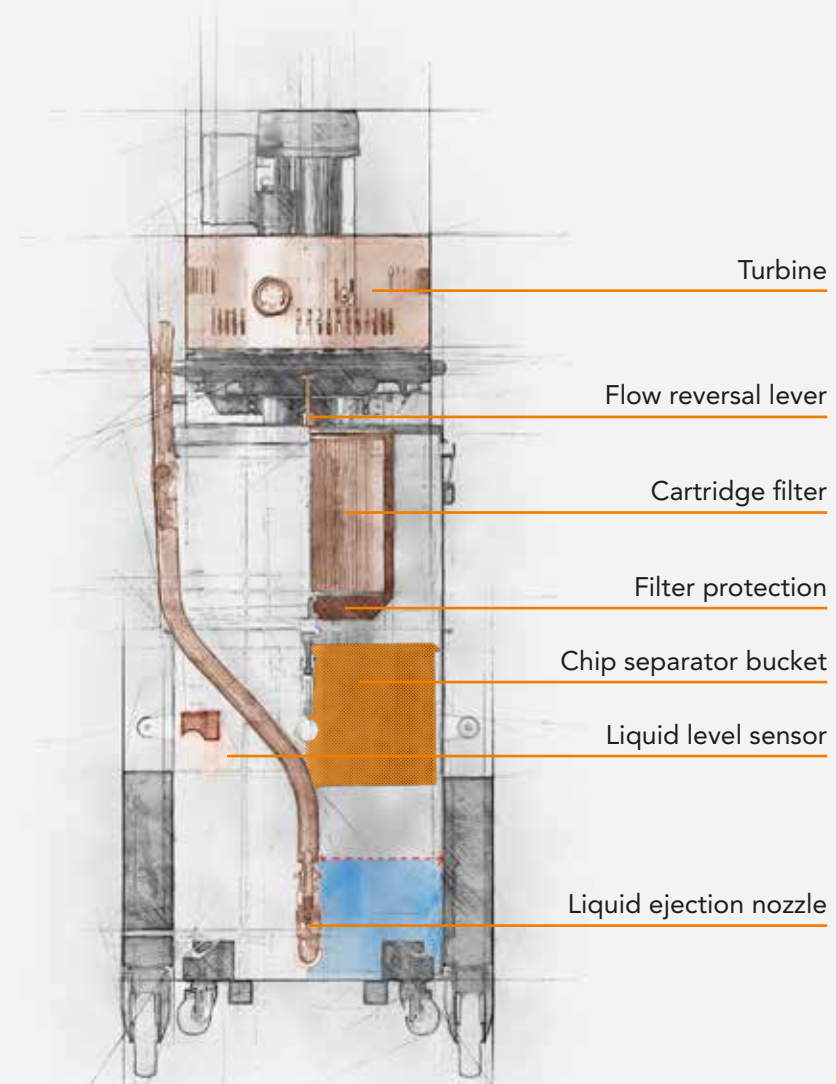 Turbine
Flow reversal lever
Cartridge filter
Filter protection
Chip separator bucket
Liquid level sensor
Liquid ejection nozzle